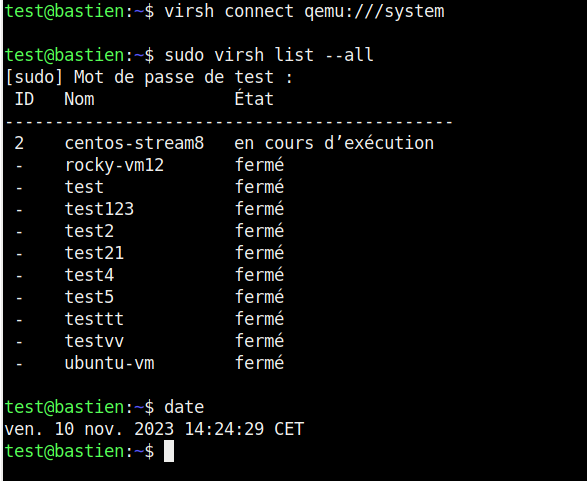 test@bastien:~$ virsh connect qemu:///system
test@bastien:~$ sudo virsh list --all
[sudo] Mot de passe de test :
 ID   Nom              État
---------------------------------------------
 2    centos-stream8   en cours d’exécution
 -    rocky-vm12       fermé
 -    test             fermé
 -    test123          fermé
 -    test2            fermé
 -    test21           fermé
 -    test4            fermé
 -    test5            fermé
 -    testtt           fermé
 -    testvv           fermé
 -    ubuntu-vm        fermé
test@bastien:~$ date
ven. 10 nov. 2023 14:24:29 CET
test@bastien:~$